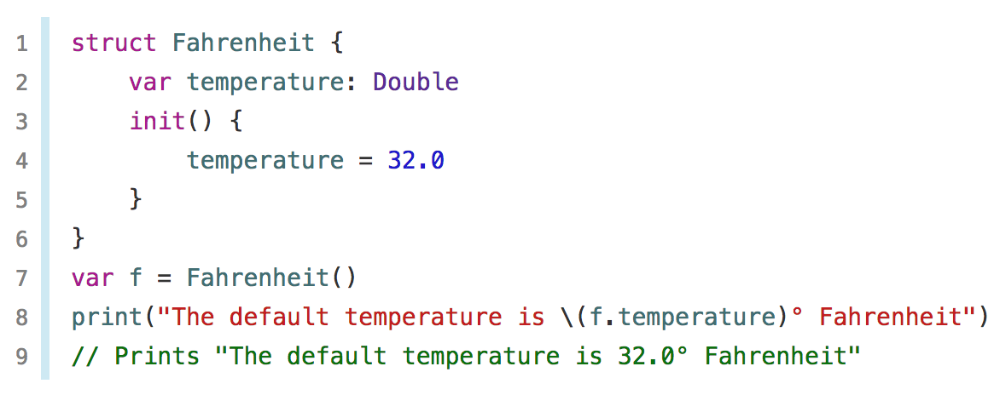 1 struct Fahrenheit {
2     var temperature: Double
3     init() {
4         temperature = 32.0
5     }
6 }
7 var f = Fahrenheit()
8 print("The default temperature is \(f.temperature)° Fahrenheit")
9 // Prints "The default temperature is 32.0° Fahrenheit"